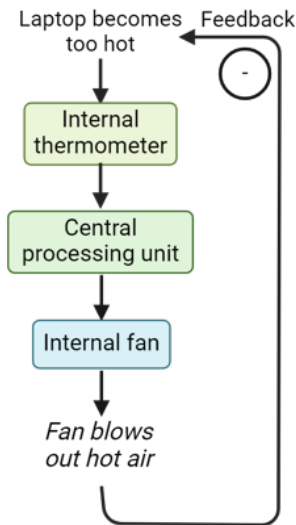 Laptop becomes
too hot
Feedback
-
Internal
thermometer
Central
processing unit
Internal fan
Fan blows
out hot air